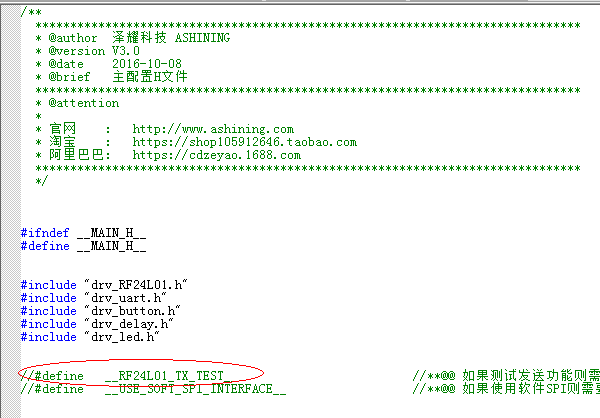 /**
******************************************************************
* @author 泽耀科技 ASHINING
* @version V3.0
* @date 2016-10-08
* @brief 主配置H文件
******************************************************************
* @attention
*
* 官网 : http://www.ashining.com
* 淘宝 : https://shop105912646.taobao.com
* 阿里巴巴: https://cdzeyao.1688.com
******************************************************************
*/
#ifndef __MAIN_H__
#define __MAIN_H__
#include "drv_RF24L01.h"
#include "drv_uart.h"
#include "drv_button.h"
#include "drv_delay.h"
#include "drv_led.h"
//#define __RF24L01_TX_TEST_ //**@@ 如果测试发送功能则需
//#define __USE_SOFT_SPI_INTERFACE__ //**@@ 如果使用软件SPI则需要